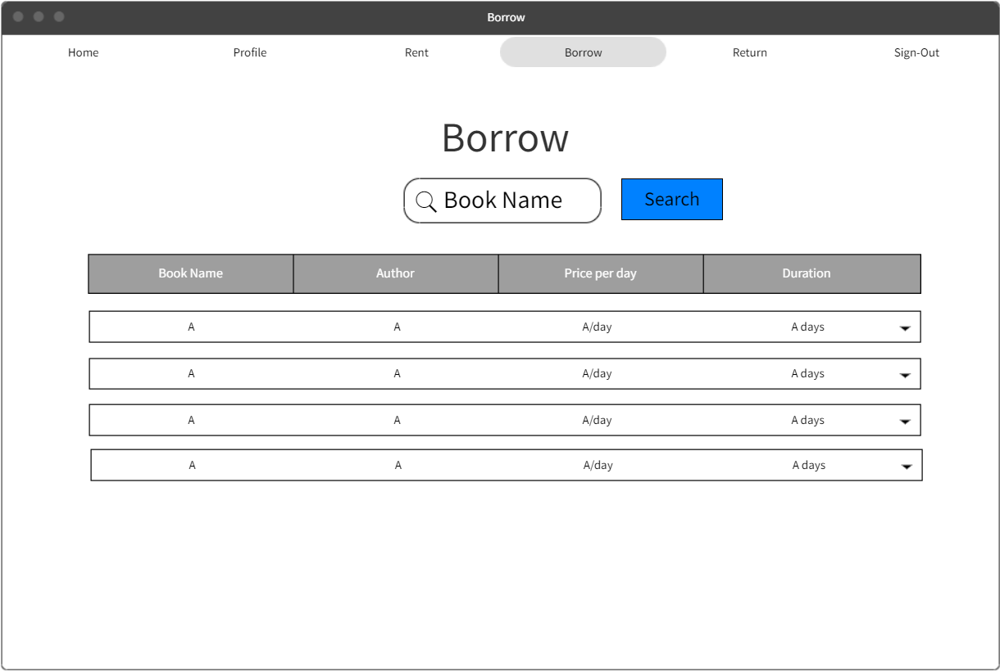 Borrow
Home Profile Rent Borrow Return Sign-Out
Borrow
Book Name Search
Book Name Author Price per day Duration
A A A/day A days
A A A/day A days
A A A/day A days
A A A/day A days